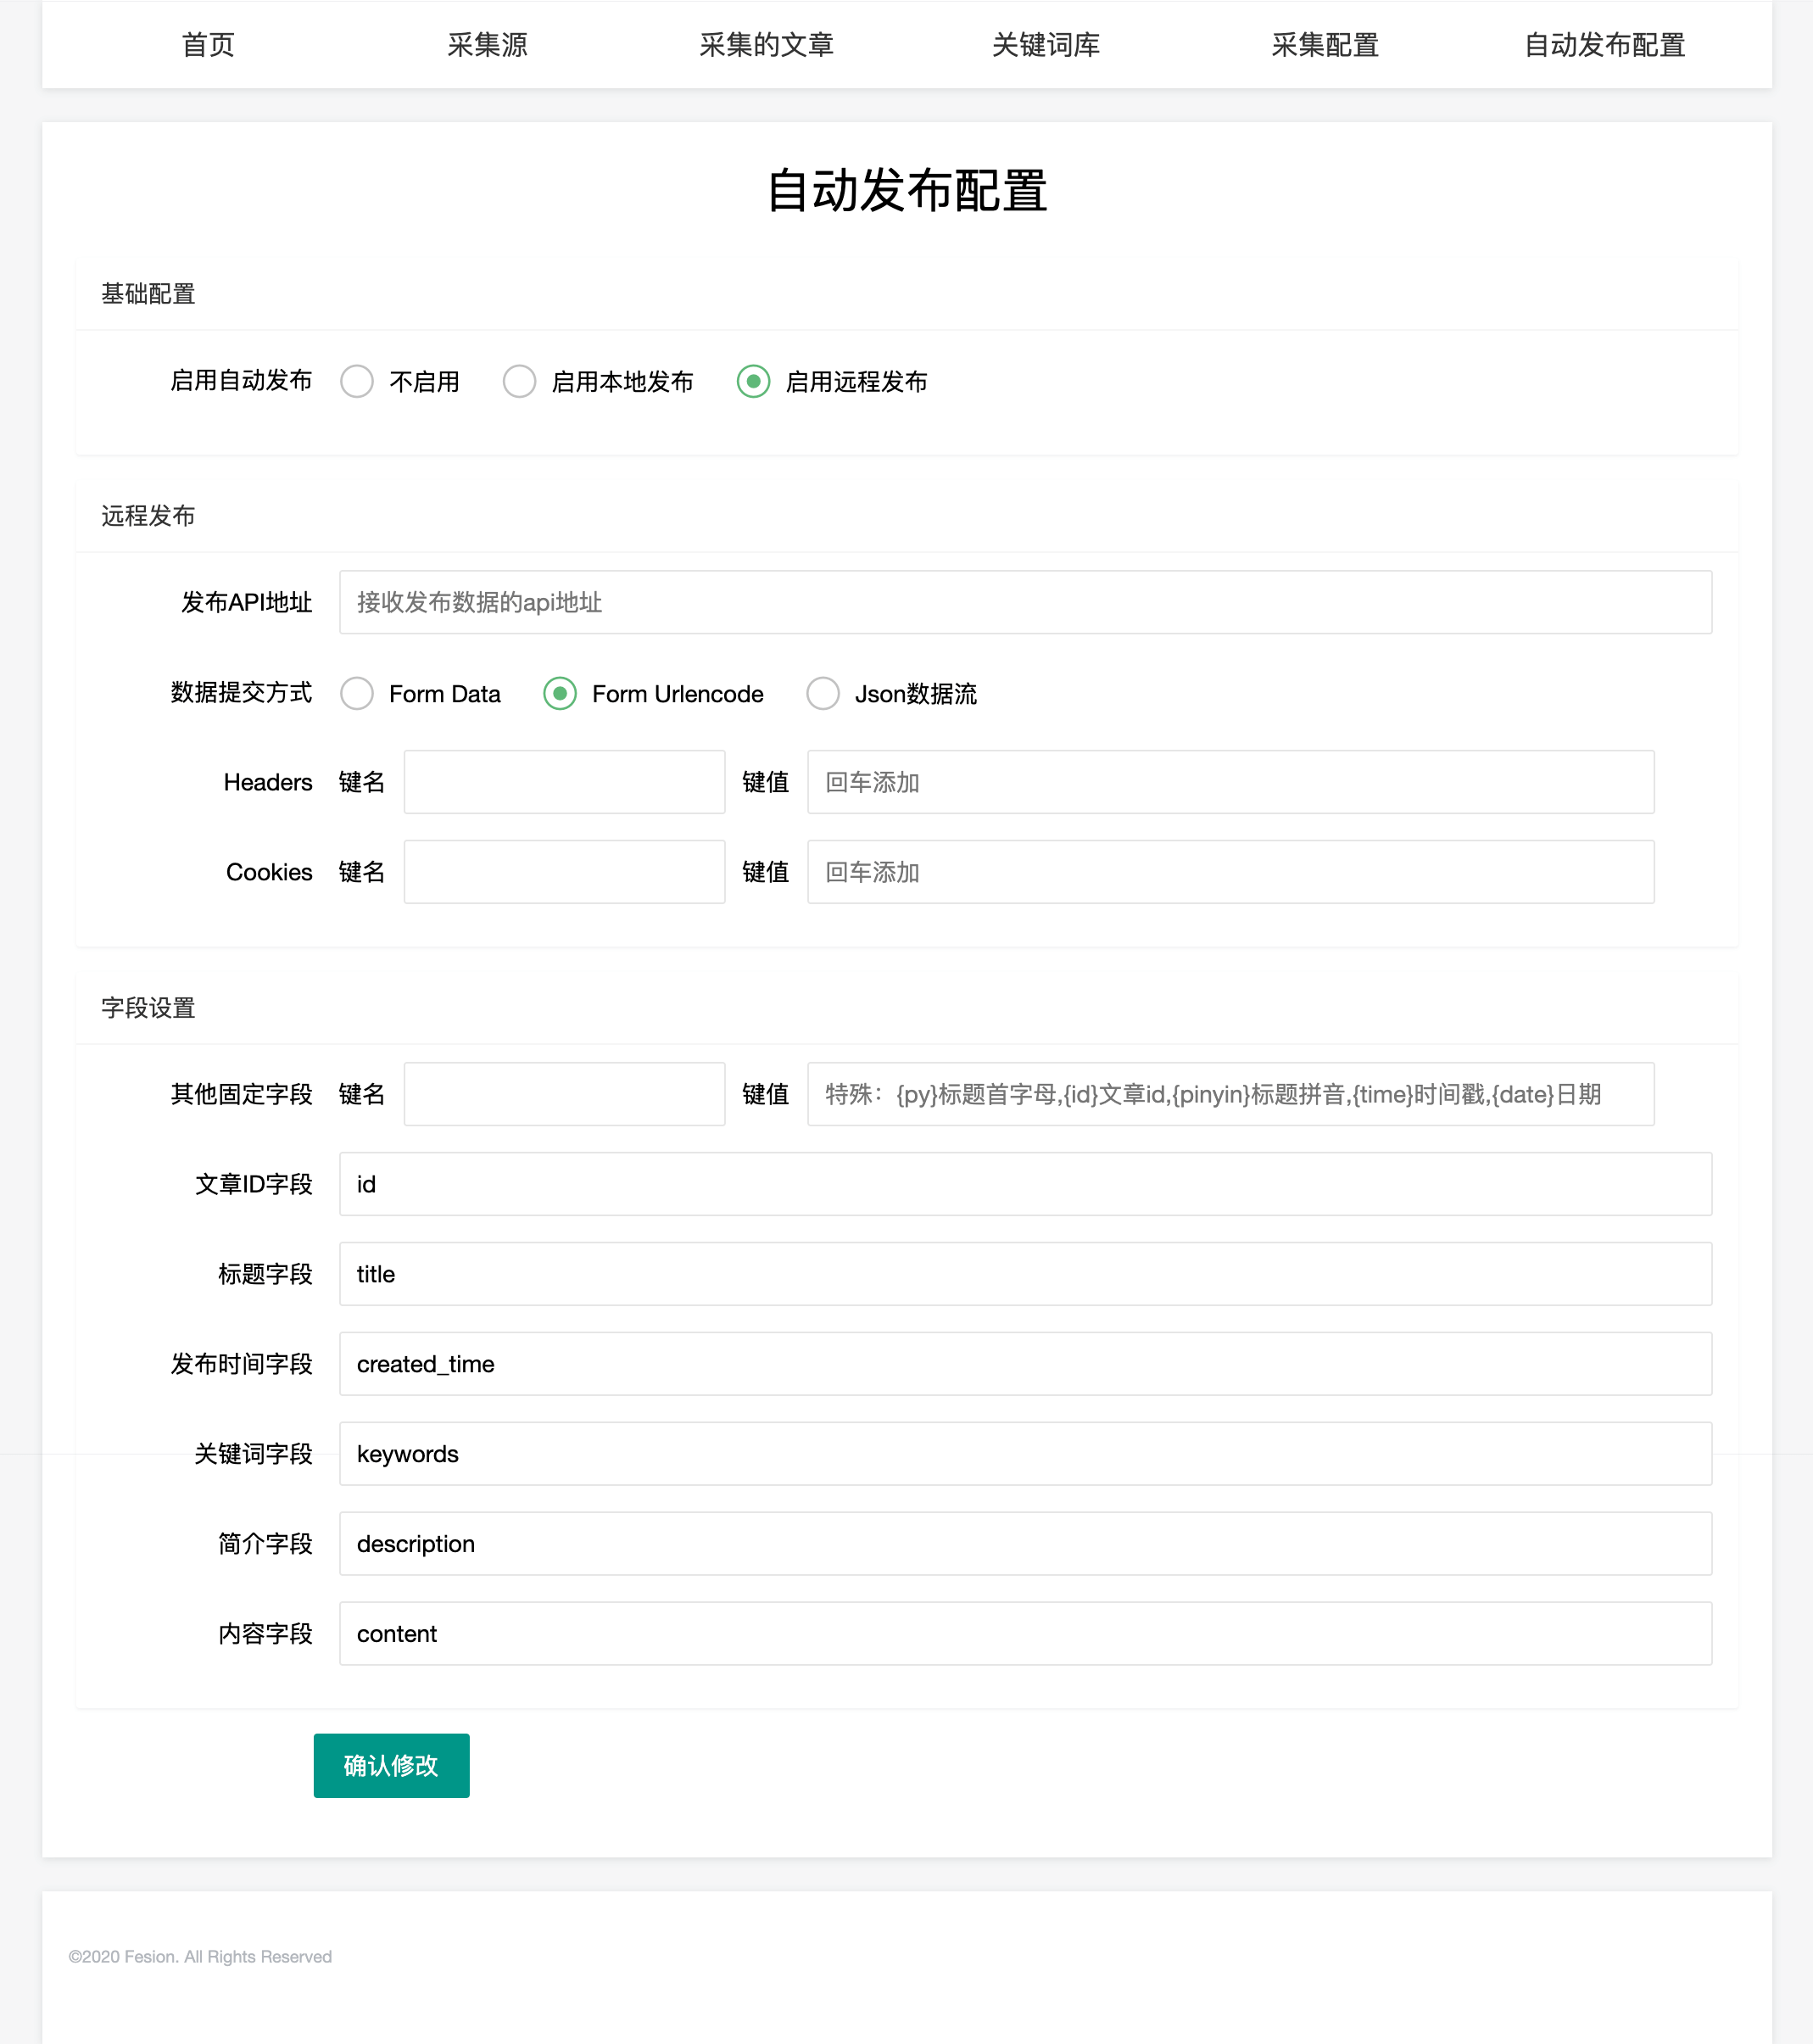 首页 采集源 采集的文章 关键词库 采集配置 自动发布配置
自动发布配置
基础配置
启用自动发布 不启用 启用本地发布 启用远程发布
远程发布
发布API地址 接收发布数据的api地址
数据提交方式 Form Data Form Urlencode Json数据流
Headers 键名 键值 回车添加
Cookies 键名 键值 回车添加
字段设置
其他固定字段 键名 键值 特殊：{py}标题首字母,{id}文章id,{pinyin}标题拼音,{time}时间戳,{date}日期
文章ID字段 id
标题字段 title
发布时间字段 created_time
关键词字段 keywords
简介字段 description
内容字段 content
确认修改
©2020 Fesion. All Rights Reserved